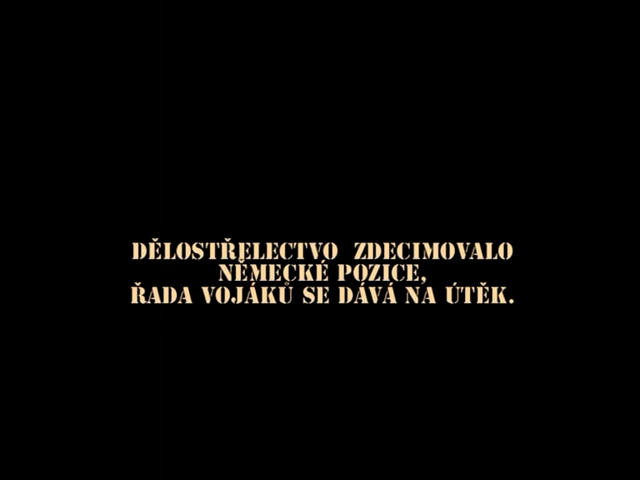 DĚLOSTŘELECTVO ZDECIMOVALO
NĚMECKÉ POZICE,
ŘADA VOJÁKŮ SE DÁVÁ NA ÚTĚK.